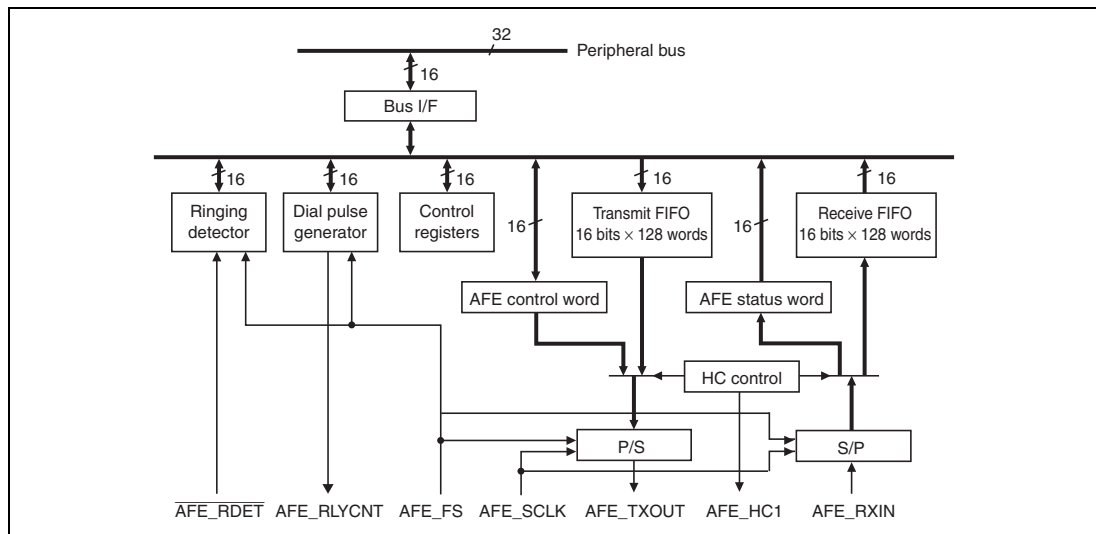 32
Peripheral bus
16
Bus I/F
16
16
16
16
16
Ringing
detector
Dial pulse
generator
Control
registers
16
Transmit FIFO
16 bits × 128 words
16
Receive FIFO
16 bits × 128 words
AFE control word
AFE status word
HC control
P/S
S/P
AFE_RDET
AFE_RLYCNT
AFE_FS
AFE_SCLK
AFE_TXOUT
AFE_HC1
AFE_RXIN